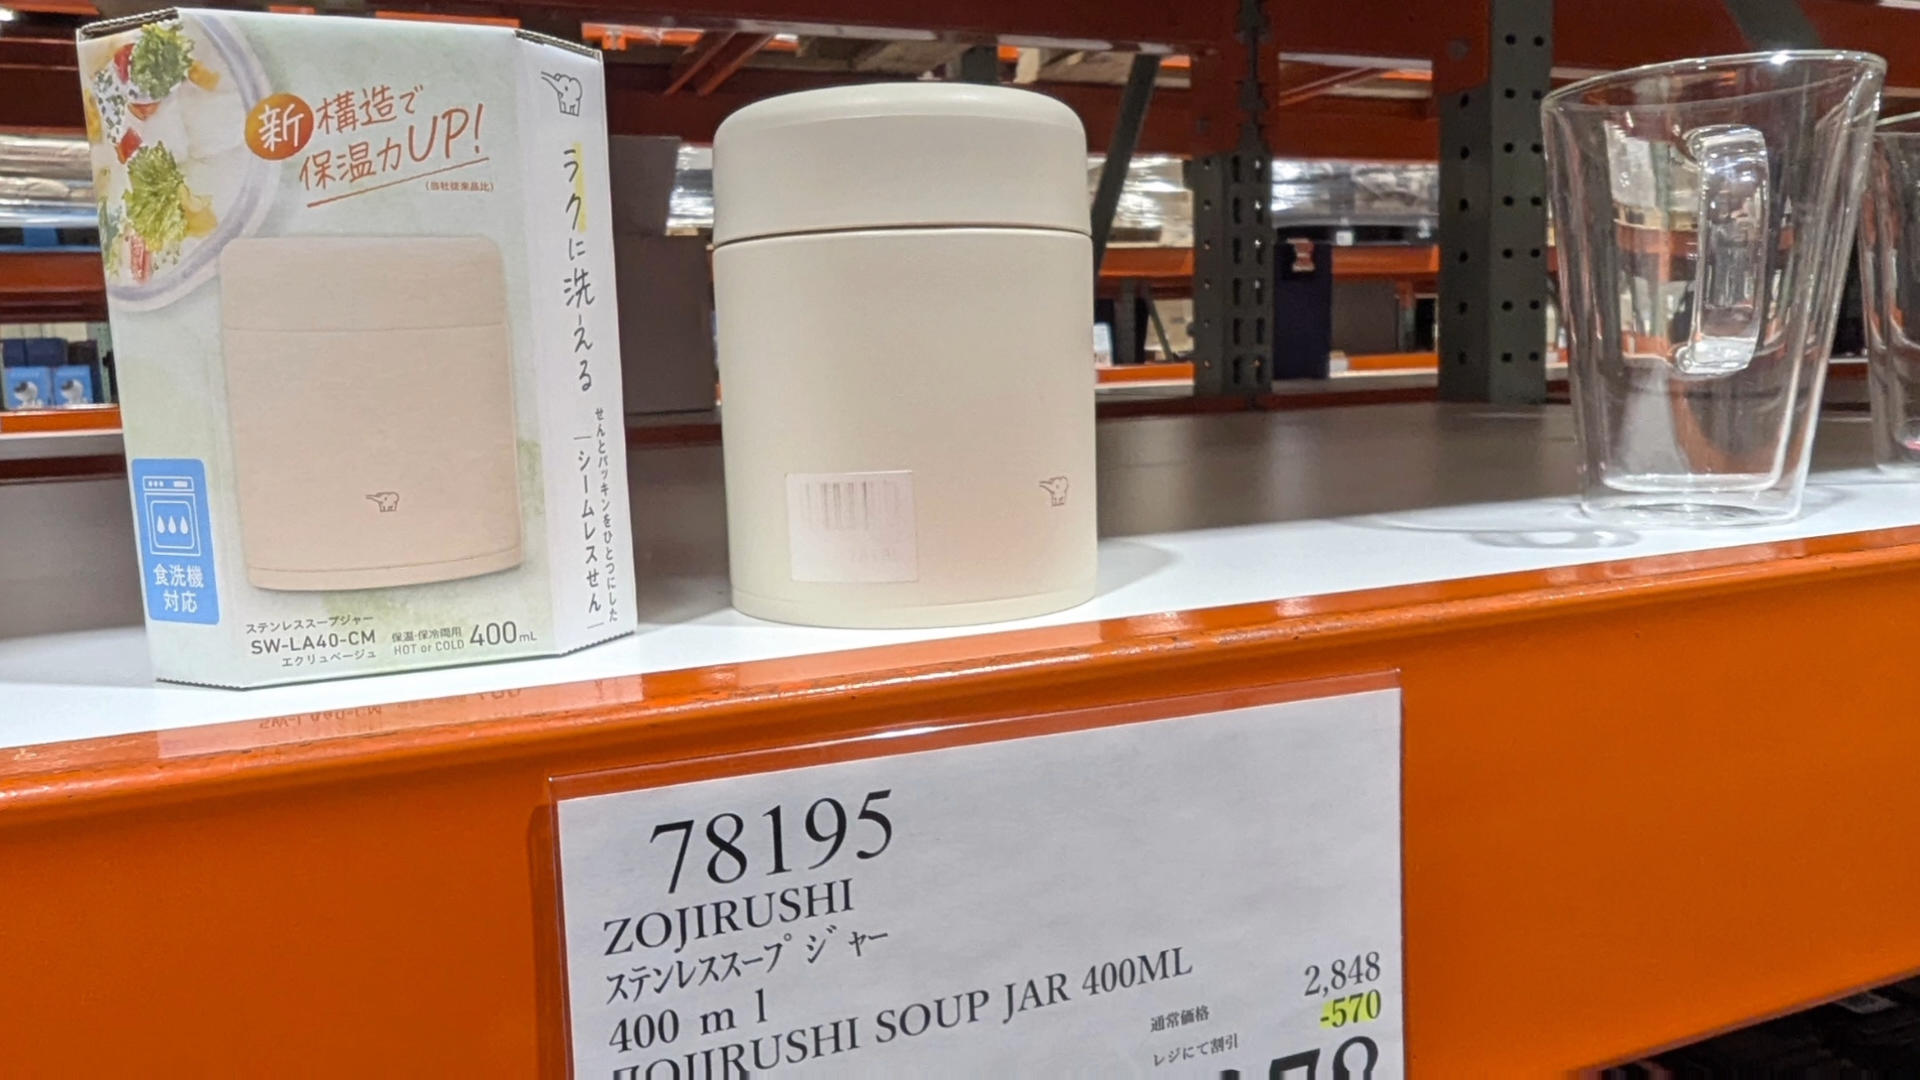 新構造で
保温力UP!
(当社従来品比)
食洗機
対応
ステンレススープジャー
SW-LA40-CM
エクリュベージュ
保温・保冷両用
HOT or COLD
400mL
ラクに洗える
せんとパッキンをひとつにした
シームレスせん
78195
ZOJIRUSHI
ステンレススープジャー
400ml
ZOJIRUSHI SOUP JAR 400ML
通常価格 2,848
レジにて割引 -570
78